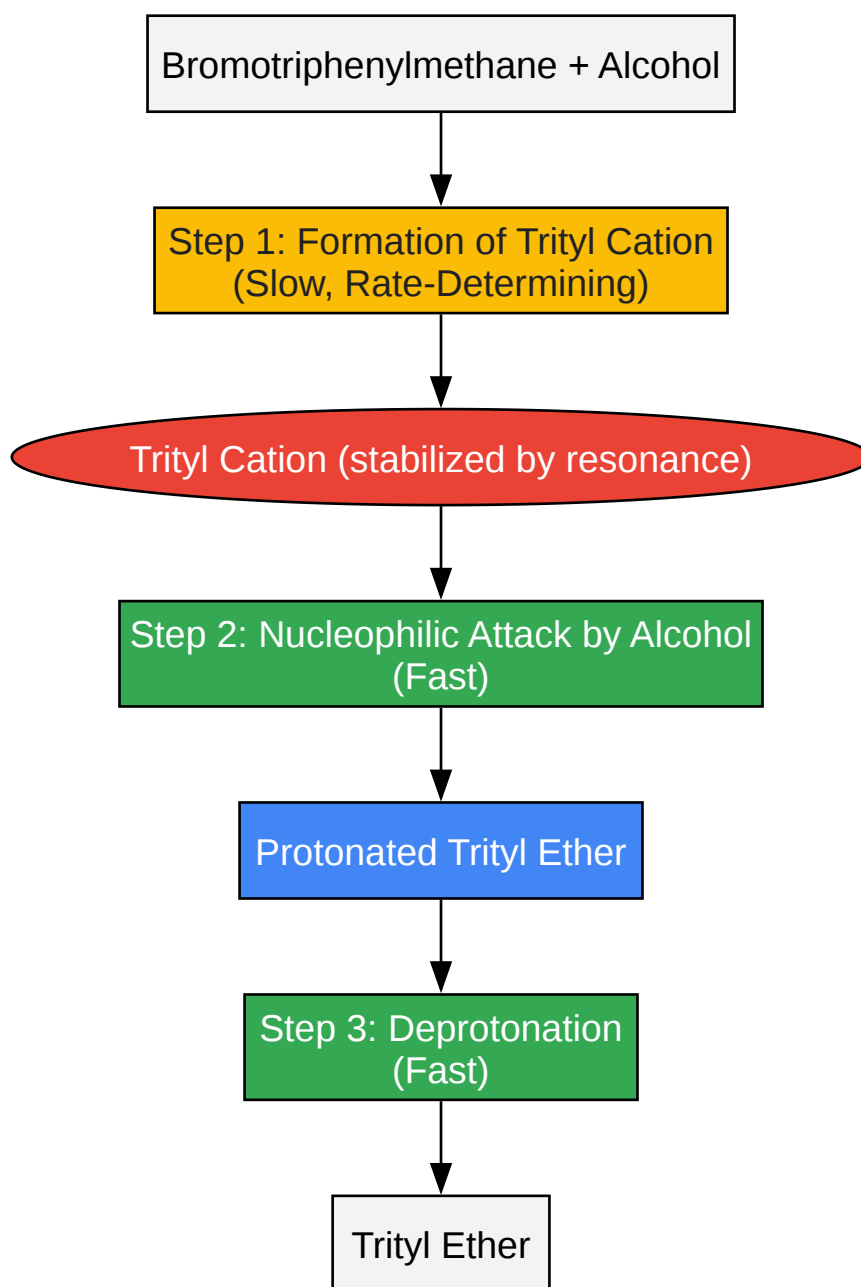 Bromotriphenylmethane + Alcohol
Step 1: Formation of Trityl Cation
(Slow, Rate-Determining)
Trityl Cation (stabilized by resonance)
Step 2: Nucleophilic Attack by Alcohol
(Fast)
Protonated Trityl Ether
Step 3: Deprotonation
(Fast)
Trityl Ether